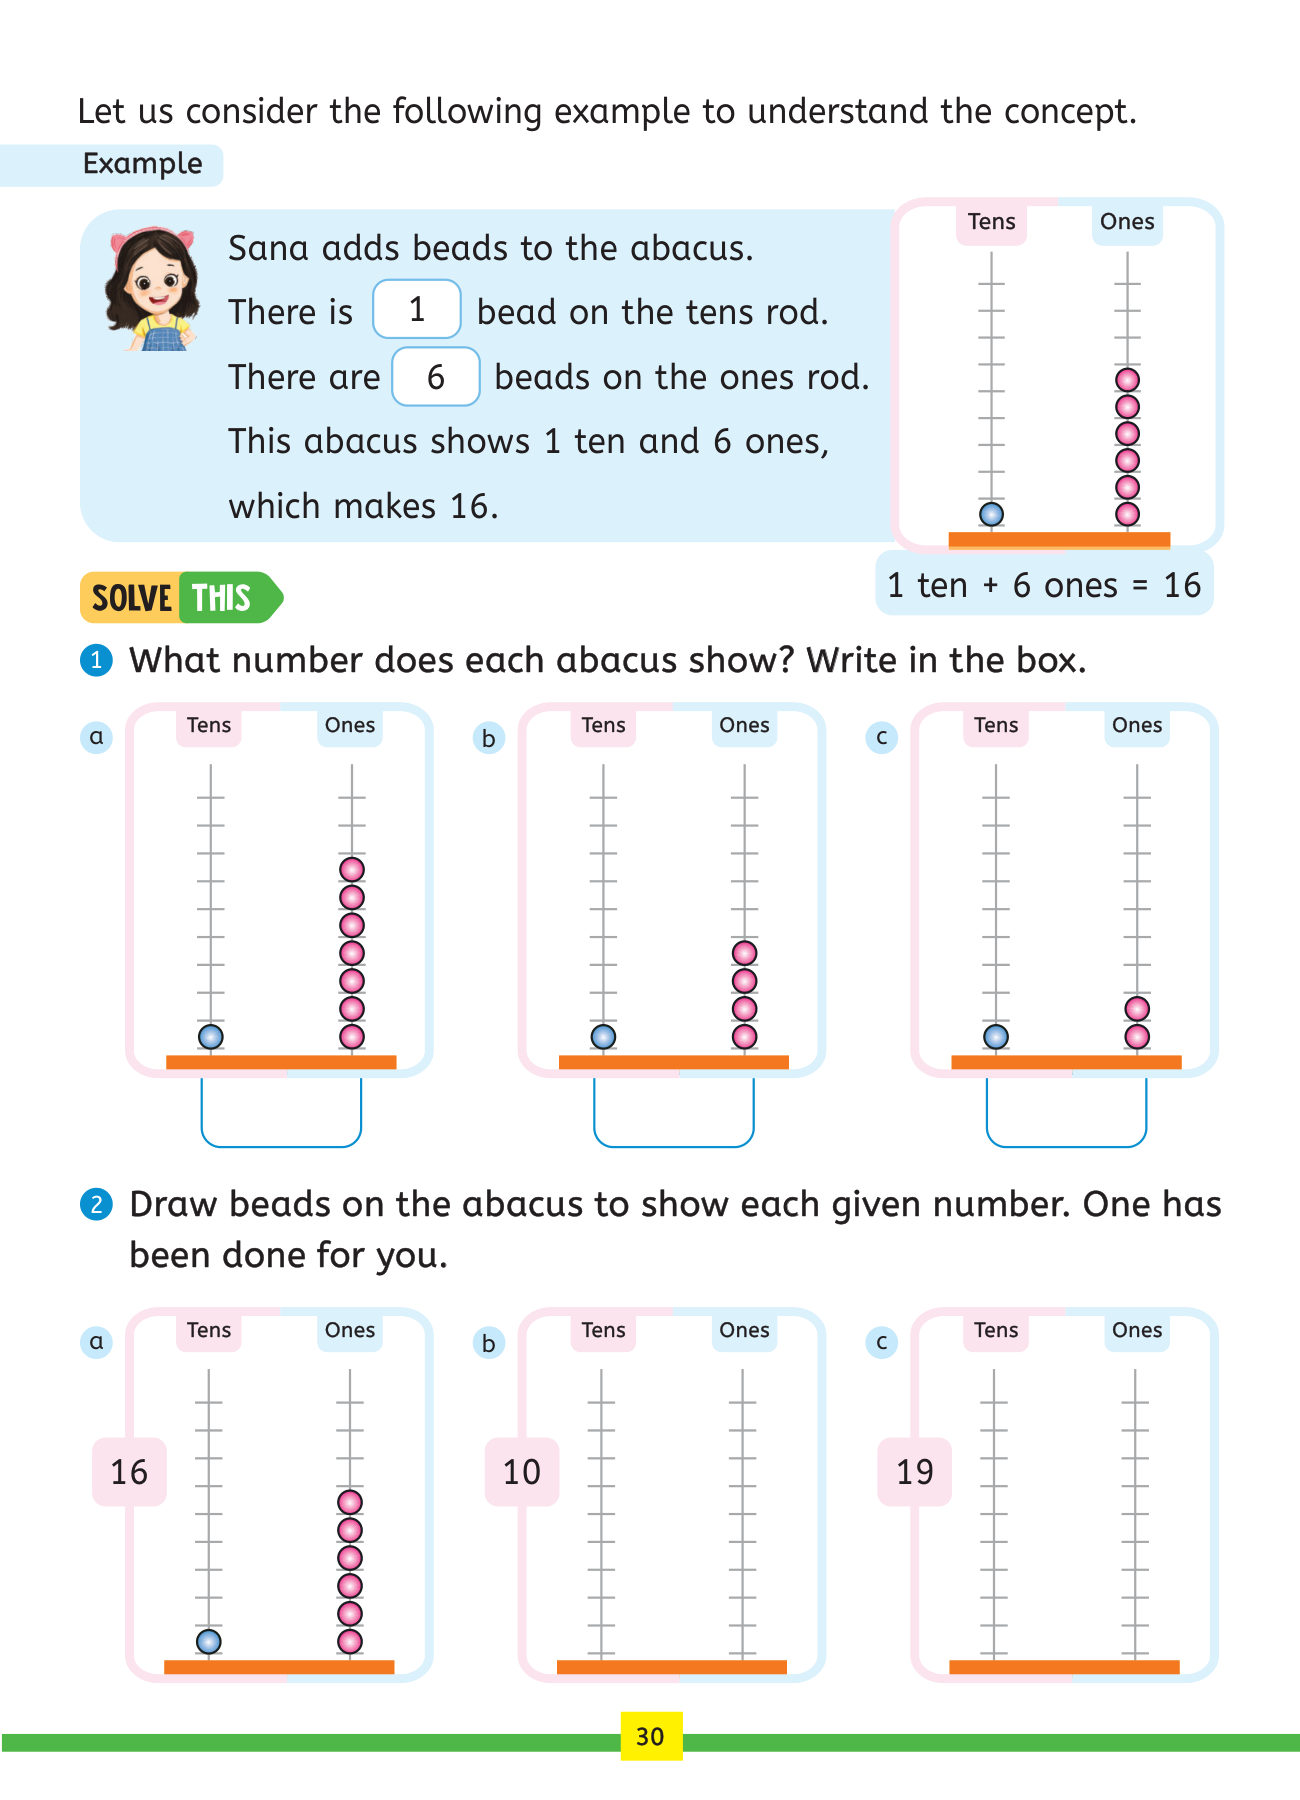 Let us consider the following example to understand the concept.
Example
Sana adds beads to the abacus.
There is 1 bead on the tens rod.
There are 6 beads on the ones rod.
This abacus shows 1 ten and 6 ones,
which makes 16.
Tens Ones
1 ten + 6 ones = 16
SOLVE THIS
1 What number does each abacus show? Write in the box.
a Tens Ones
b Tens Ones
c Tens Ones
2 Draw beads on the abacus to show each given number. One has
been done for you.
a Tens Ones
16
b Tens Ones
10
c Tens Ones
19
30